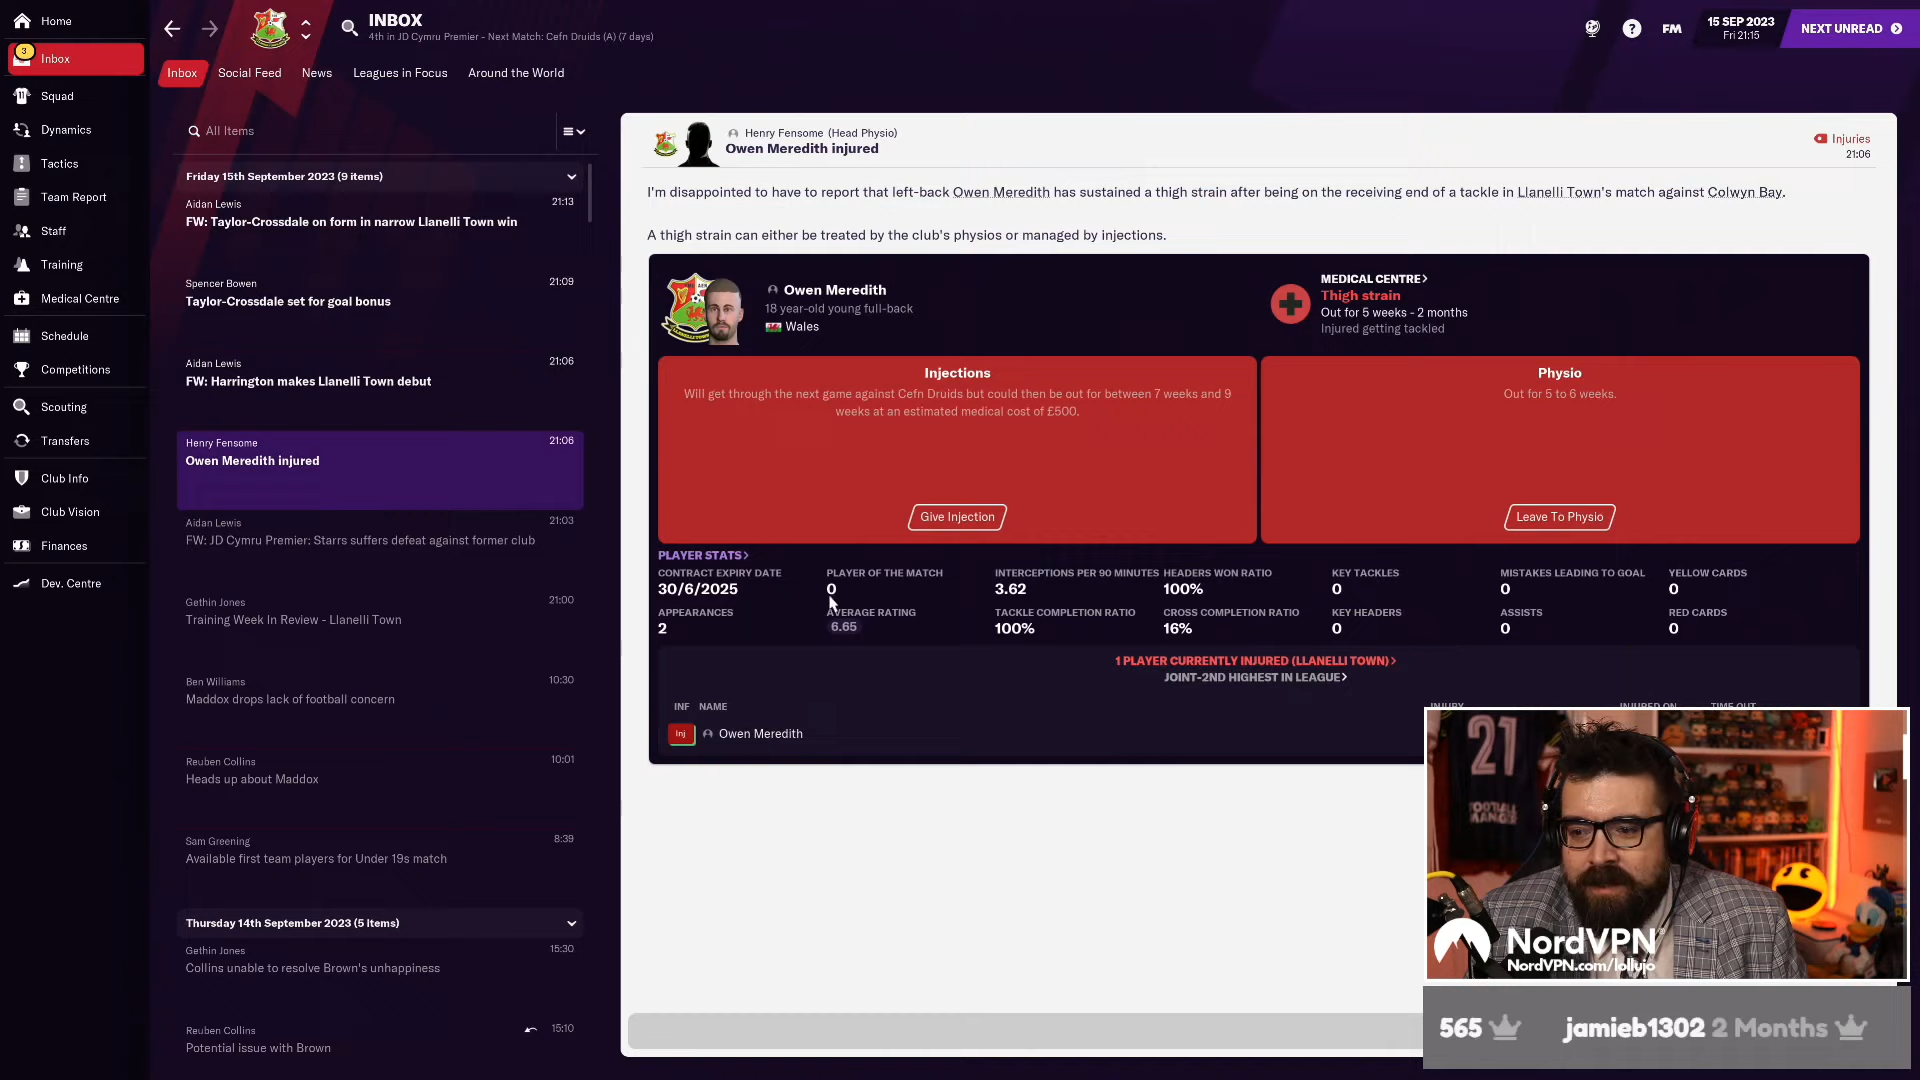 Home
3
Inbox
Squad
Dynamics
Tactics
Team Report
Staff
Training
Medical Centre
Schedule
Competitions
Scouting
Transfers
Club Info
Club Vision
Finances
Dev. Centre
INBOX
4th in JD Cymru Premier - Next Match: Cefn Druids (A) (7 days)
? FM
15 SEP 2023
Fri 21:15
NEXT UNREAD
Inbox Social Feed News Leagues in Focus Around the World
All Items
Friday 15th September 2023 (9 items)
Aidan Lewis 21:13
FW: Taylor-Crossdale on form in narrow Llanelli Town win
Spencer Bowen 21:09
Taylor-Crossdale set for goal bonus
Aidan Lewis 21:06
FW: Harrington makes Llanelli Town debut
Henry Fensome 21:06
Owen Meredith injured
Aidan Lewis 21:03
FW: JD Cymru Premier: Starrs suffers defeat against former club
Gethin Jones 21:00
Training Week In Review - Llanelli Town
Ben Williams 10:30
Maddox drops lack of football concern
Reuben Collins 10:01
Heads up about Maddox
Sam Greening 8:39
Available first team players for Under 19s match
Thursday 14th September 2023 (5 items)
Gethin Jones 15:30
Collins unable to resolve Brown's unhappiness
Reuben Collins 15:10
Potential issue with Brown
Henry Fensome (Head Physio)
Owen Meredith injured
Injuries
21:06
I'm disappointed to have to report that left-back Owen Meredith has sustained a thigh strain after being on the receiving end of a tackle in Llanelli Town's match against Colwyn Bay.
A thigh strain can either be treated by the club's physios or managed by injections.
Owen Meredith
18 year-old young full-back
Wales
MEDICAL CENTRE>
Thigh strain
Out for 5 weeks - 2 months
Injured getting tackled
Injections
Will get through the next game against Cefn Druids but could then be out for between 7 weeks and 9
weeks at an estimated medical cost of £500.
Give Injection
Physio
Out for 5 to 6 weeks.
Leave To Physio
PLAYER STATS>
CONTRACT EXPIRY DATE PLAYER OF THE MATCH INTERCEPTIONS PER 90 MINUTES HEADERS WON RATIO KEY TACKLES MISTAKES LEADING TO GOAL YELLOW CARDS
30/6/2025 0 3.62 100% 0 0 0
APPEARANCES AVERAGE RATING TACKLE COMPLETION RATIO CROSS COMPLETION RATIO KEY HEADERS ASSISTS RED CARDS
2 6.65 100% 16% 0 0 0
1 PLAYER CURRENTLY INJURED (LLANELLI TOWN)>
JOINT-2ND HIGHEST IN LEAGUE>
INF NAME INJURY INJURED ON TIME OUT
Inj Owen Meredith
21
NordVPN
NordVPN.com/lollujo
565 jamieb1302 2 Months